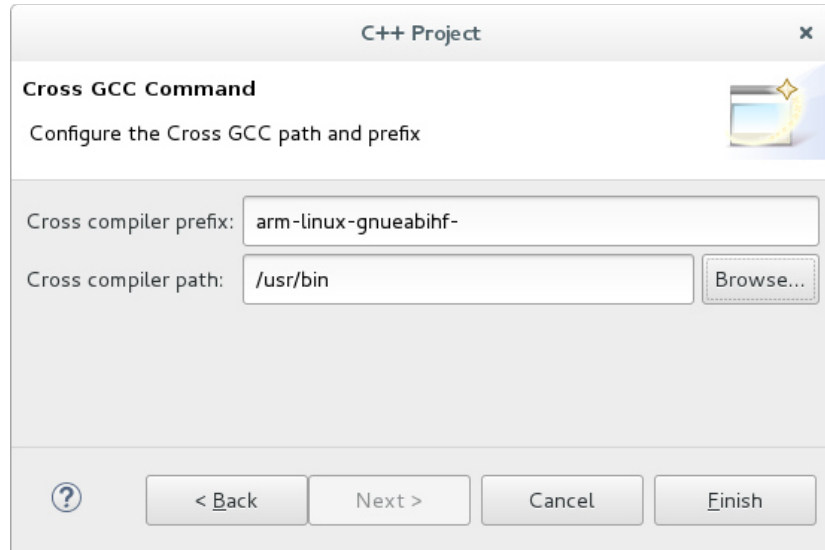 C++ Project
×
Cross GCC Command
Configure the Cross GCC path and prefix
Cross compiler prefix: arm-linux-gnueabihf-
Cross compiler path: /usr/bin Browse...
? < Back Next > Cancel Finish